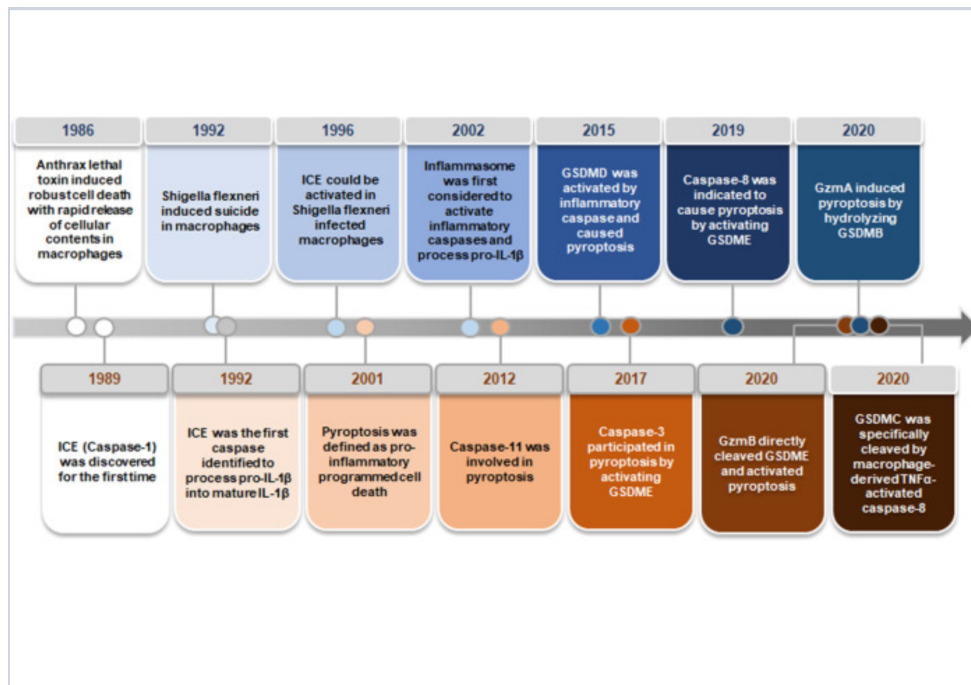 1986
Anthrax lethal
toxin induced
robust cell death
with rapid release
of cellular
contents in
macrophages
1992
Shigella flexneri
induced suicide
in macrophages
1996
ICE could be
activated in
Shigella flexneri
infected
macrophages
2002
Inflammasome
was first
considered to
activate
inflammatory
caspases and
process pro-IL-1β
2015
GSDMD was
activated by
inflammatory
caspase and
caused
pyroptosis
2019
Caspase-8 was
indicated to
cause pyroptosis
by activating
GSDME
2020
GzmA induced
pyroptosis by
hydrolyzing
GSDMB
1989
ICE (Caspase-1)
was discovered
for the first time
1992
ICE was the first
caspase
identified to
process pro-IL-1β
into mature IL-1β
2001
Pyroptosis was
defined as pro-
inflammatory
programmed cell
death
2012
Caspase-11 was
involved in
pyroptosis
2017
Caspase-3
participated in
pyroptosis by
activating
GSDME
2020
GzmB directly
cleaved GSDME
and activated
pyroptosis
2020
GSDMC was
specifically
cleaved by
macrophage-
derived TNFα-
activated
caspase-8